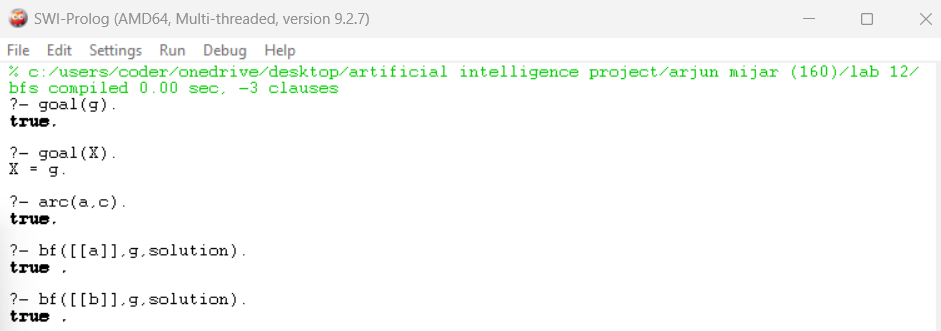 SWI-Prolog (AMD64, Multi-threaded, version 9.2.7)
File Edit Settings Run Debug Help
% c:/users/coder/onedrive/desktop/artificial intelligence project/arjun mijar (160)/lab 12/
bfs compiled 0.00 sec, -3 clauses
?- goal(g).
true.
?- goal(X).
X = g.
?- arc(a,c).
true.
?- bf([[a]],g,solution).
true .
?- bf([[b]],g,solution).
true .